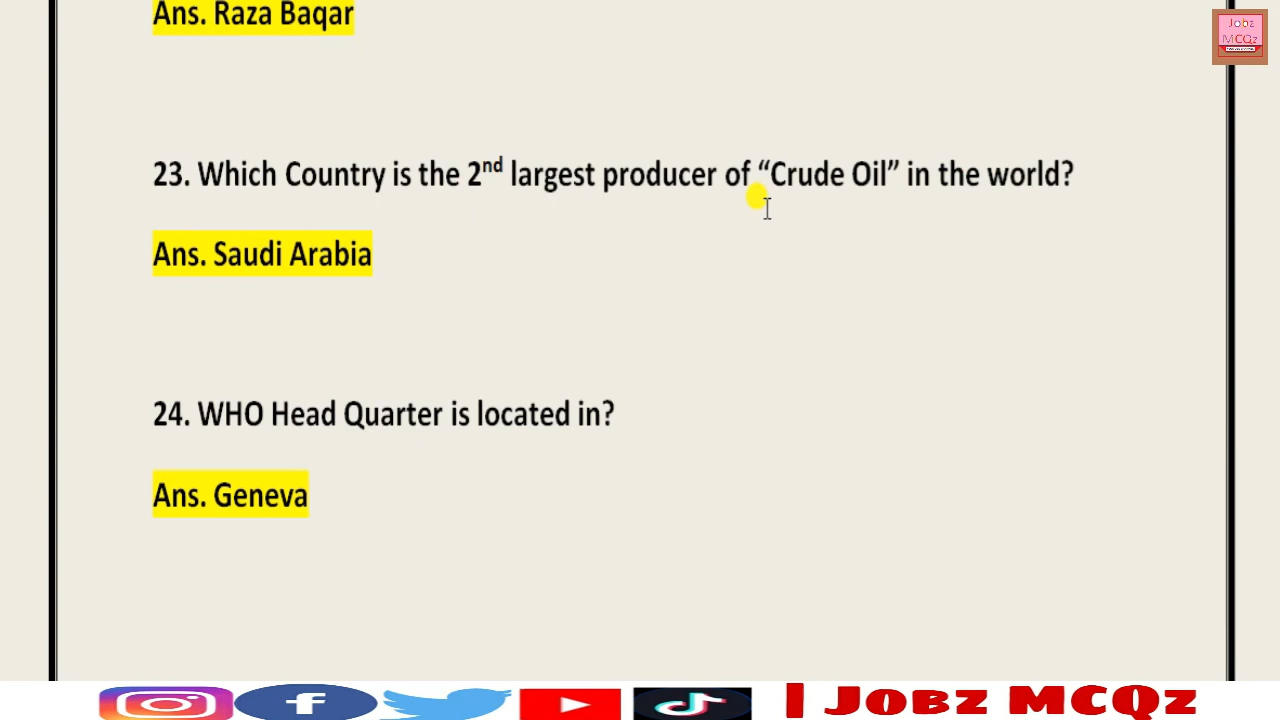 Ans. Raza Baqar
Jobz
MCQz
23. Which Country is the 2nd largest producer of “Crude Oil” in the world?
Ans. Saudi Arabia
24. WHO Head Quarter is located in?
Ans. Geneva
| Jobz MCQz